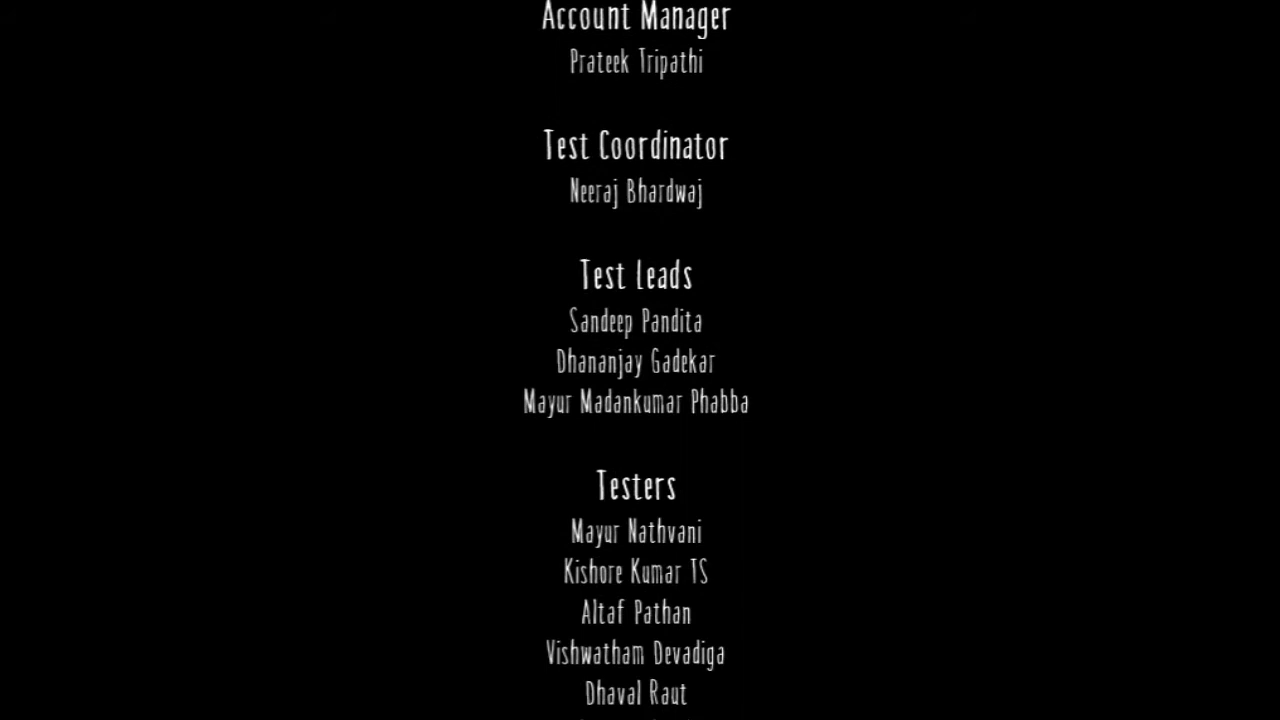 Account Manager
Prateek Tripathi
Test Coordinator
Neeraj Bhardwaj
Test Leads
Sandeep Pandita
Dhananjay Gadekar
Mayur Madankumar Phabba
Testers
Mayur Nathvani
Kishore Kumar TS
Altaf Pathan
Vishwatham Devadiga
Dhaval Raut